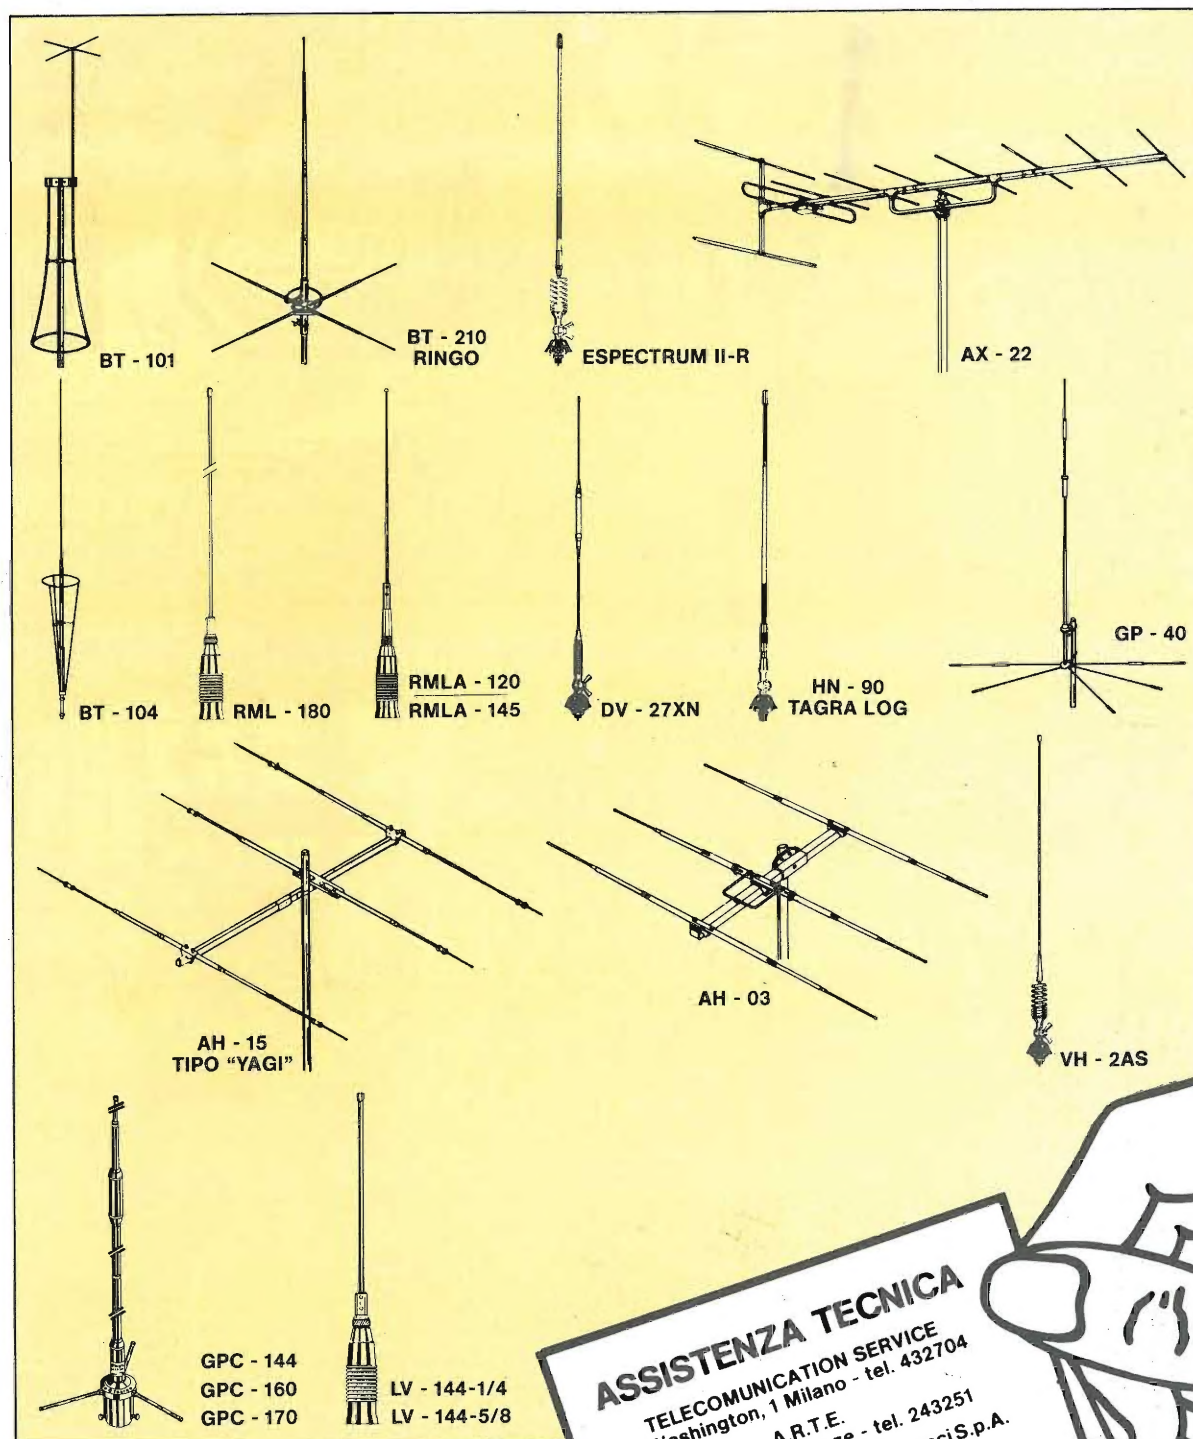 BT - 101
BT - 210
RINGO
ESPECTRUM II-R
AX - 22
BT - 104
RML - 180
RMLA - 120
RMLA - 145
DV - 27XN
HN - 90
TAGRA LOG
GP - 40
AH - 15
TIPO “YAGI”
AH - 03
VH - 2AS
GPC - 144
GPC - 160
GPC - 170
LV - 144-1/4
LV - 144-5/8
ASSISTENZA TECNICA
TELECOMUNICATION SERVICE
1 Milano - tel. 432704
A.R.T.E.
- tel. 243251
S.p.A.